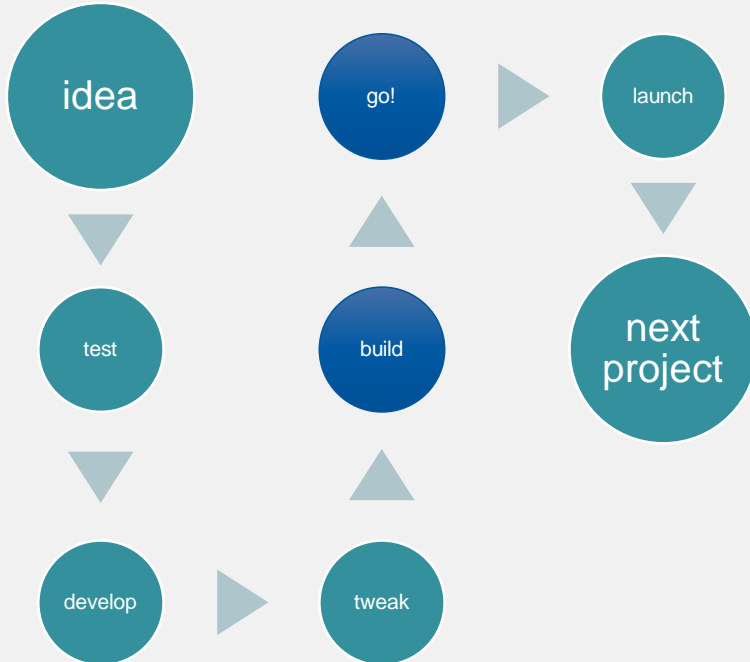 idea
test
develop
tweak
build
go!
launch
next
project